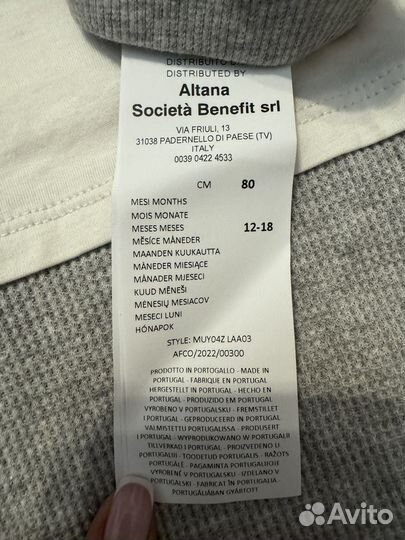 DISTRIBUTED BY
Altana
Società Benefit srl
VIA FRIULI, 13
31038 PADERNELLO DI PAESE (TV)
ITALY
0039 0422 4533
CM 80
MESI MONTHS
MOIS MONATE
MESES MESES 12-18
MĚSÍCE MÅNEDER
MAANDEN KUUKAUTTA
MÅNEDER MIESIĄCE
MÅNADER MJESECI
KUUD MĒNEŠI
MĖNESIŲ MESIACOV
MESECI LUNI
HÓNAPOK
STYLE: MUY04Z LAA03
AFCO/2022/00300
PRODOTTO IN PORTOGALLO - MADE IN
PORTUGAL - FABRIQUE EN PORTUGAL
HERGESTELLT IN PORTUGAL - HECHO EN
PORTUGAL - PRODUZIDO EM PORTUGAL
VYROBENO V PORTUGALSKU - FREMSTILLET
I PORTUGAL - GEPRODUCEERD IN PORTUGAL
VALMISTETTU PORTUGALISSA - PRODUSERT
I PORTUGAL - WYPRODUKOWANO W PORTUGALII
TILLVERKAD I PORTUGAL - PROIZVEDENO U
PORTUGALIJI - TOODETUD PORTUGALIS - RAŽOTS
PORTUGĀLĒ - PAGAMINTA PORTUGALIJOJE
VYROBENÉ V PORTUGALSKU - IZDELANO V
PORTUGÁLIÁBAN GYÁRTOTT
Avito